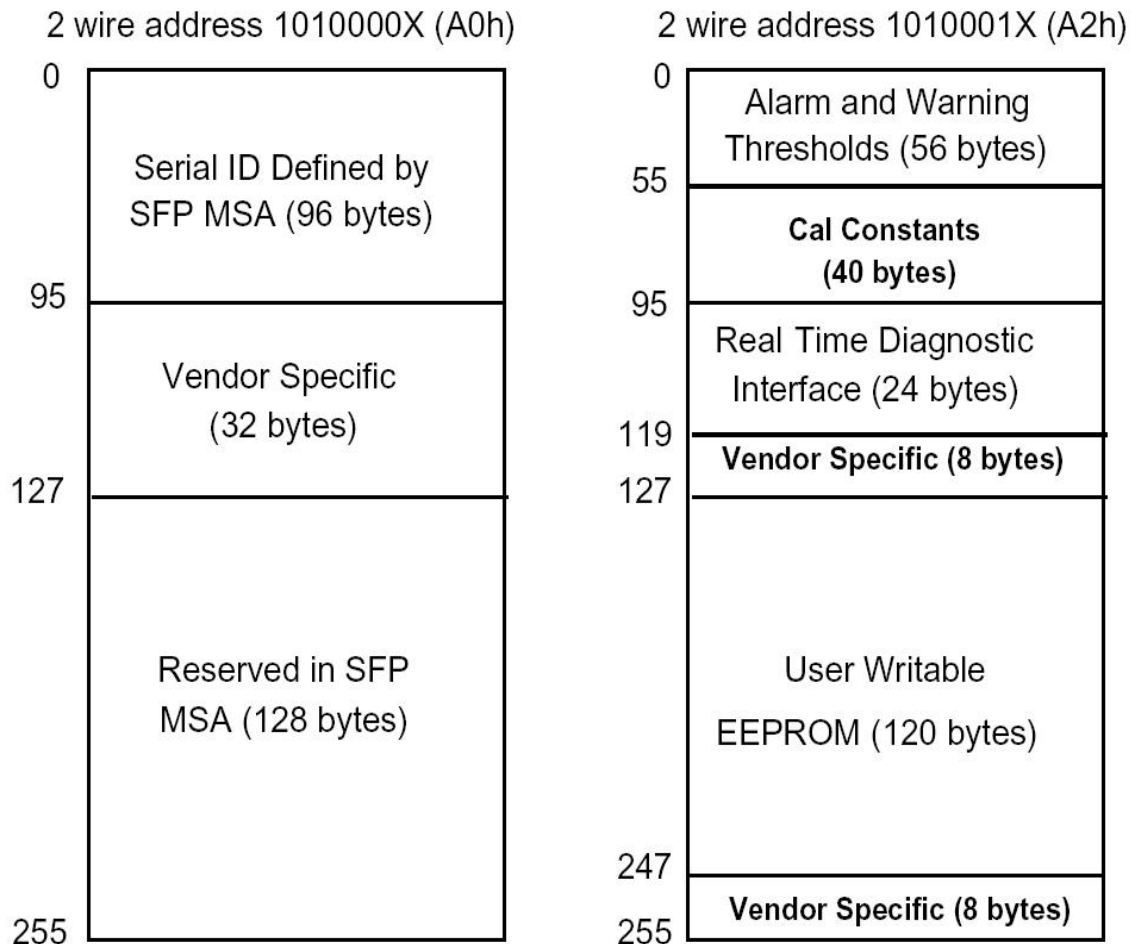 2 wire address 1010000X (A0h)
0
Serial ID Defined by
SFP MSA (96 bytes)
95
Vendor Specific
(32 bytes)
127
Reserved in SFP
MSA (128 bytes)
255
2 wire address 1010001X (A2h)
0
Alarm and Warning
Thresholds (56 bytes)
55
Cal Constants
(40 bytes)
95
Real Time Diagnostic
Interface (24 bytes)
119
Vendor Specific (8 bytes)
127
User Writable
EEPROM (120 bytes)
247
Vendor Specific (8 bytes)
255